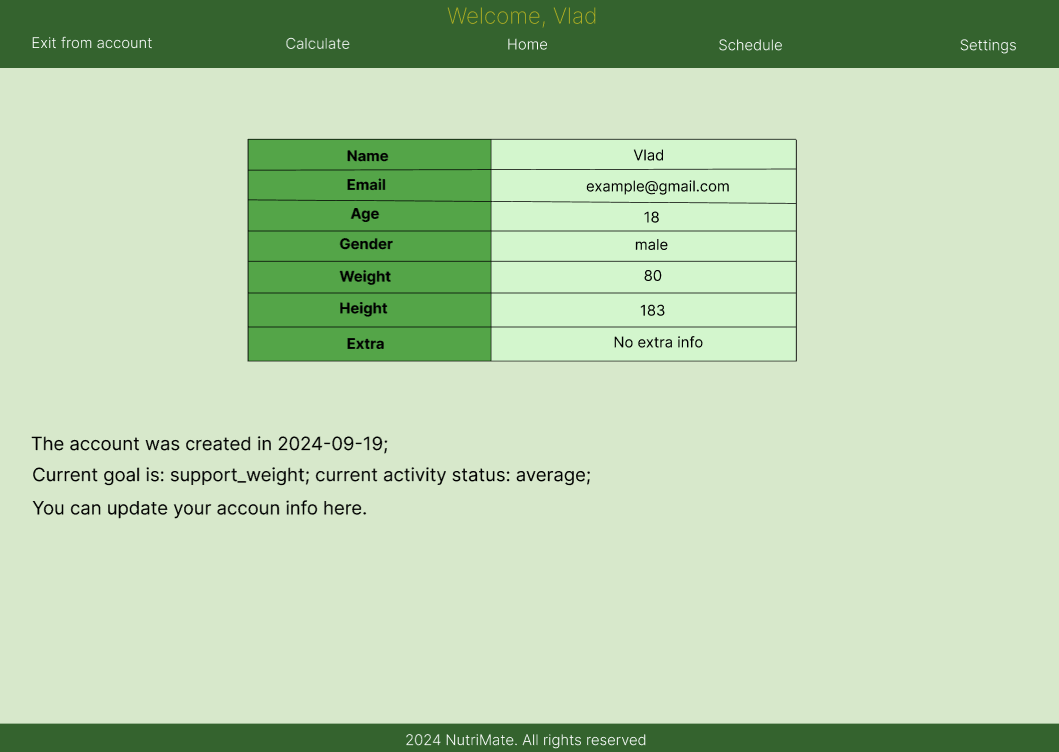 Welcome, Vlad
Exit from account Calculate Home Schedule Settings
Name Vlad
Email example@gmail.com
Age 18
Gender male
Weight 80
Height 183
Extra No extra info
The account was created in 2024-09-19;
Current goal is: support_weight; current activity status: average;
You can update your accoun info here.
2024 NutriMate. All rights reserved